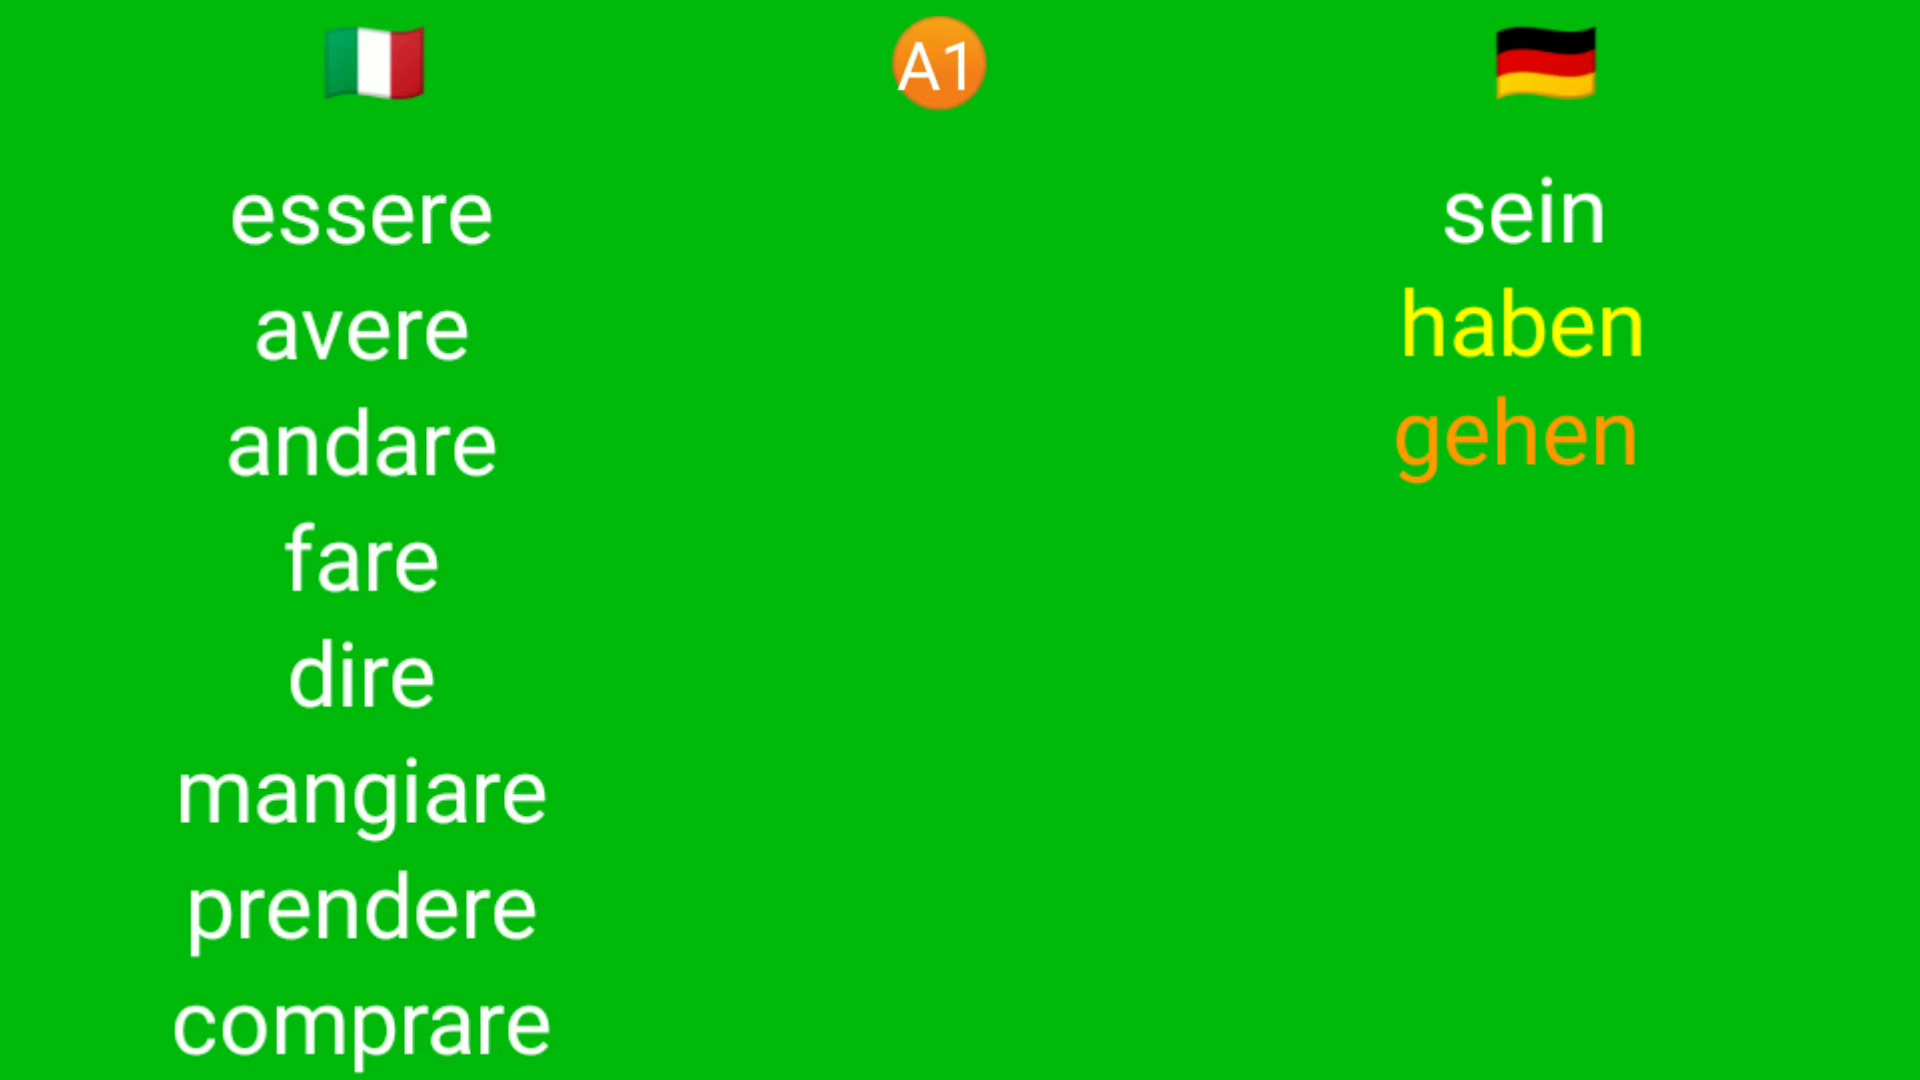 A1
essere
avere
andare
fare
dire
mangiare
prendere
comprare
sein
haben
gehen